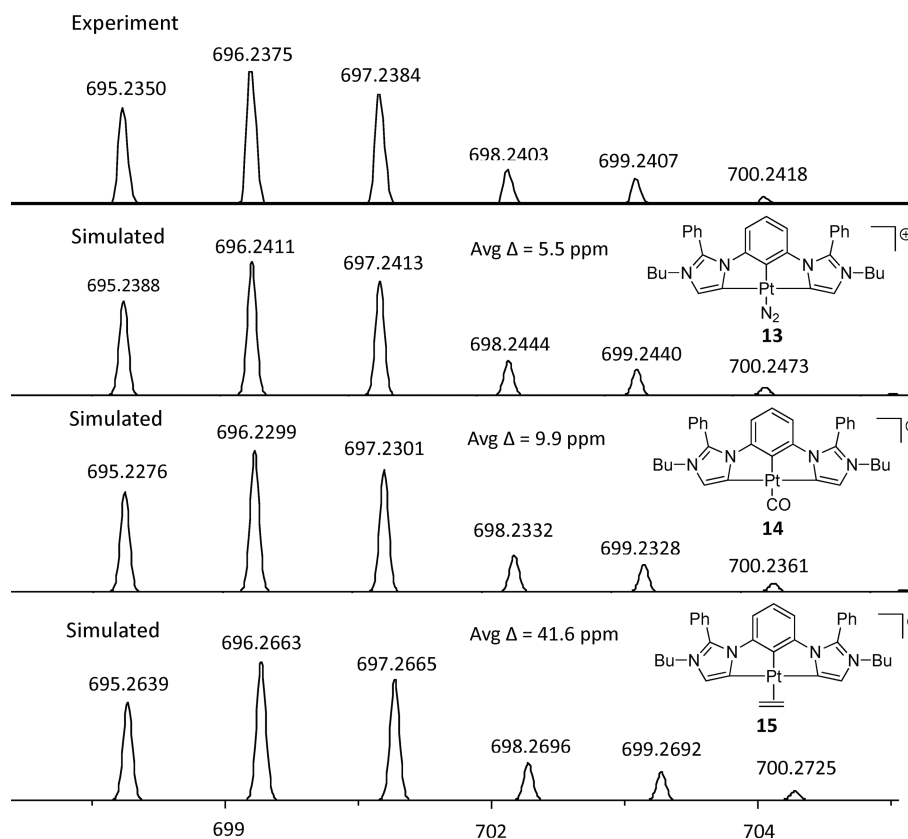 Experiment
695.2350
696.2375
697.2384
698.2403
699.2407
700.2418
Simulated
695.2388
696.2411
697.2413
Avg Δ = 5.5 ppm
698.2444
699.2440
700.2473
Ph
Ph
⊕
Bu
N
N
N
N
Bu
Pt
N2
13
Simulated
695.2276
696.2299
697.2301
Avg Δ = 9.9 ppm
698.2332
699.2328
700.2361
Ph
Ph
Bu
N
N
N
N
Bu
Pt
CO
14
Simulated
695.2639
696.2663
697.2665
Avg Δ = 41.6 ppm
698.2696
699.2692
700.2725
Ph
Ph
Bu
N
N
N
N
Bu
Pt
15
699 702 704